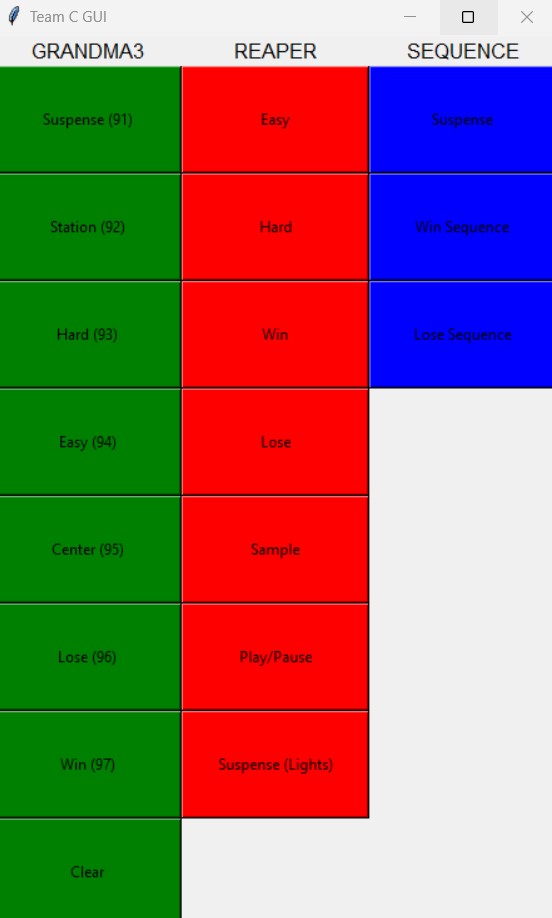 Team C GUI
GRANDMA3 REAPER SEQUENCE
Suspense (91) Easy Suspense
Station (92) Hard Win Sequence
Hard (93) Win Lose Sequence
Easy (94) Lose
Center (95) Sample
Lose (96) Play/Pause
Win (97) Suspense (Lights)
Clear